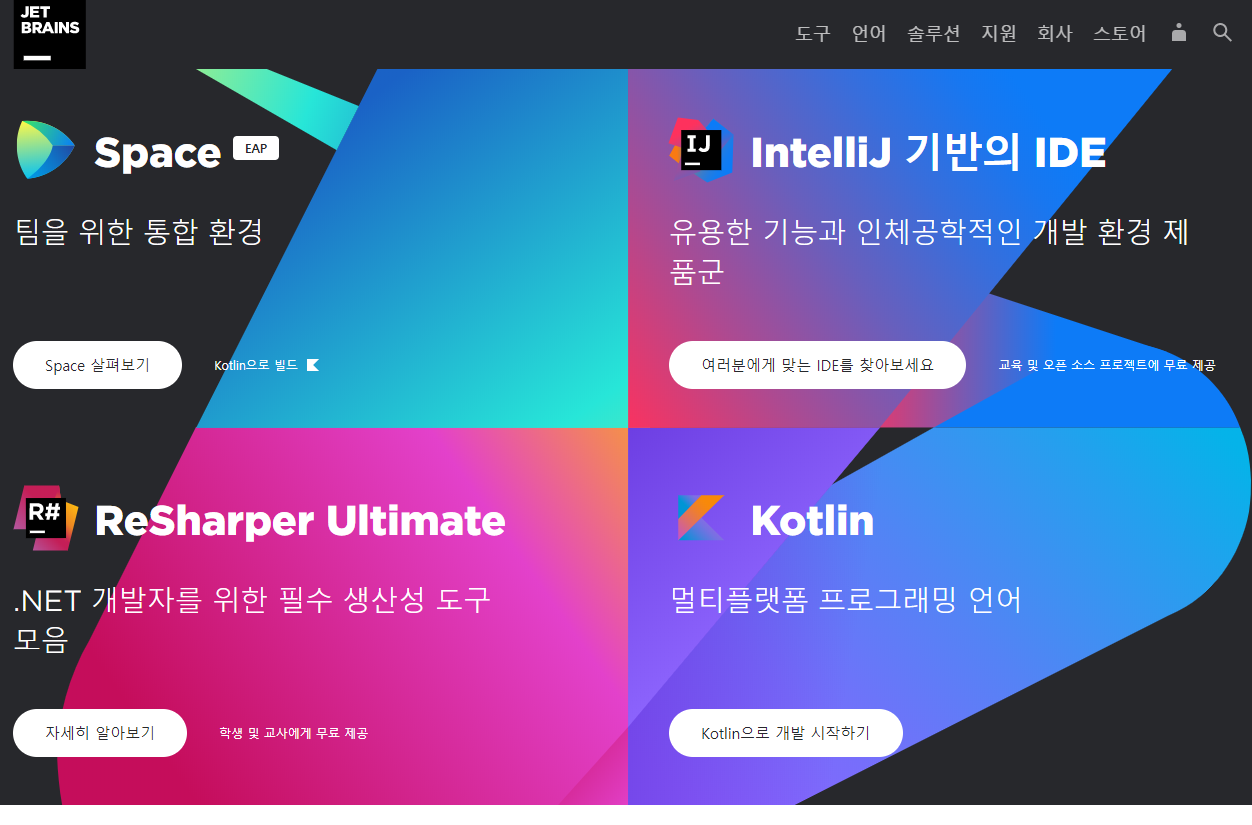 JET
BRAINS
도구 언어 솔루션 지원 회사 스토어
Space EAP
팀을 위한 통합 환경
Space 살펴보기
Kotlin으로 빌드
IJ
IntelliJ 기반의 IDE
유용한 기능과 인체공학적인 개발 환경 제
품군
여러분에게 맞는 IDE를 찾아보세요
교육 및 오픈 소스 프로젝트에 무료 제공
R#
ReSharper Ultimate
.NET 개발자를 위한 필수 생산성 도구
모음
자세히 알아보기
학생 및 교사에게 무료 제공
Kotlin
멀티플랫폼 프로그래밍 언어
Kotlin으로 개발 시작하기